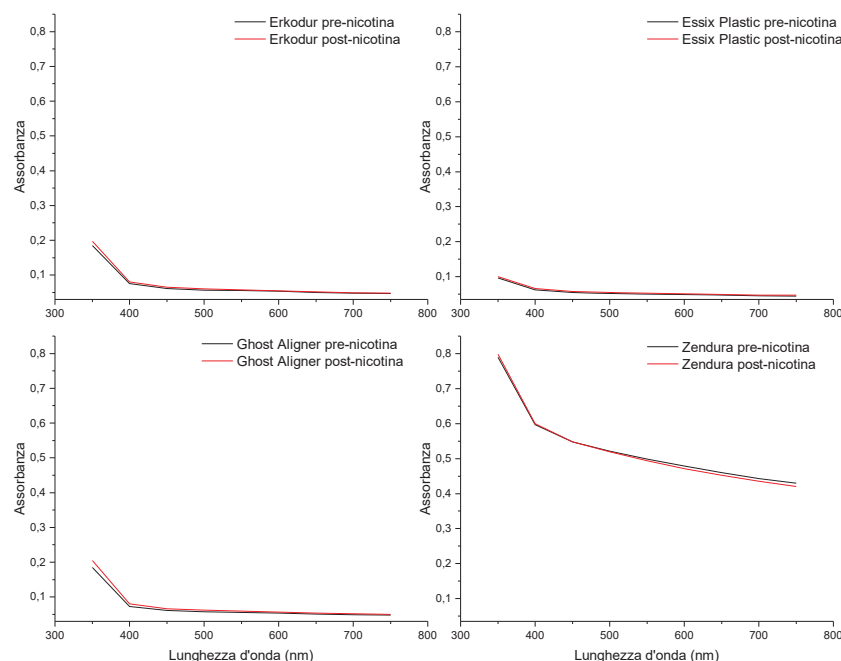 Erkodur pre-nicotina
Erkodur post-nicotina
0,8
0,7
0,6
0,5
0,4
0,3
0,2
0,1
Assorbanza
300 400 500 600 700 800
Essix Plastic pre-nicotina
Essix Plastic post-nicotina
0,8
0,7
0,6
0,5
0,4
0,3
0,2
0,1
Assorbanza
300 400 500 600 700 800
Ghost Aligner pre-nicotina
Ghost Aligner post-nicotina
0,8
0,7
0,6
0,5
0,4
0,3
0,2
0,1
Assorbanza
300 400 500 600 700 800
Lunghezza d'onda (nm)
Zendura pre-nicotina
Zendura post-nicotina
0,8
0,7
0,6
0,5
0,4
0,3
0,2
0,1
Assorbanza
300 400 500 600 700 800
Lunghezza d'onda (nm)